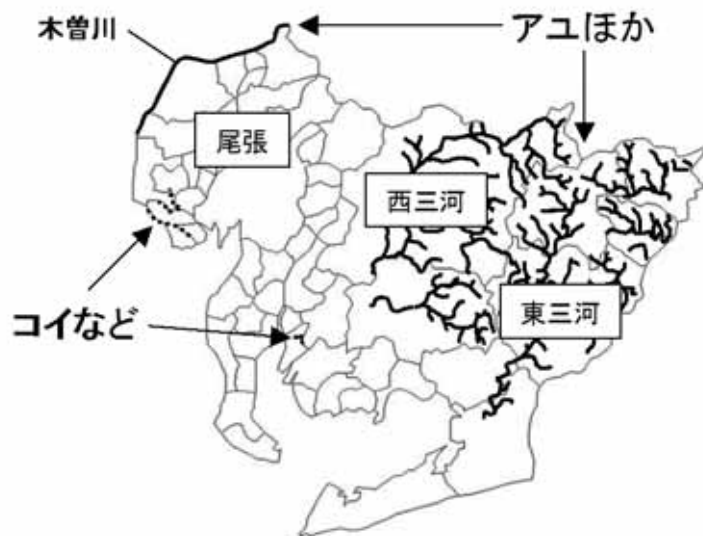 木曽川
アユほか
尾張
西三河
コイなど
東三河